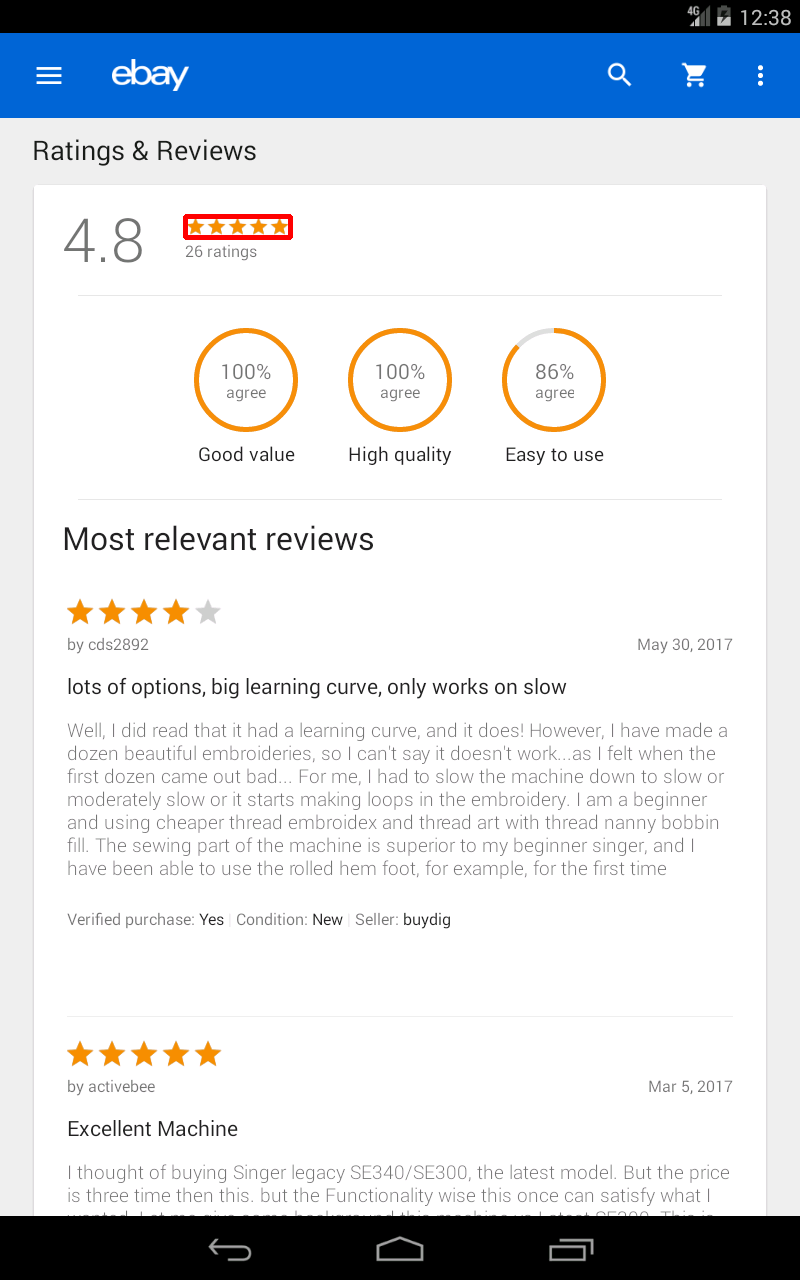 4G 12:38
ebay
Ratings & Reviews
4.8
26 ratings
100%
agree
Good value
100%
agree
High quality
86%
agree
Easy to use
Most relevant reviews
by cds2892
May 30, 2017
lots of options, big learning curve, only works on slow
Well, I did read that it had a learning curve, and it does! However, I have made a
dozen beautiful embroideries, so I can't say it doesn't work...as I felt when the
first dozen came out bad... For me, I had to slow the machine down to slow or
moderately slow or it starts making loops in the embroidery. I am a beginner
and using cheaper thread embroidex and thread art with thread nanny bobbin
fill. The sewing part of the machine is superior to my beginner singer, and I
have been able to use the rolled hem foot, for example, for the first time
Verified purchase: Yes | Condition: New | Seller: buydig
by activebee
Mar 5, 2017
Excellent Machine
I thought of buying Singer legacy SE340/SE300, the latest model. But the price
is three time then this. but the Functionality wise this once can satisfy what I